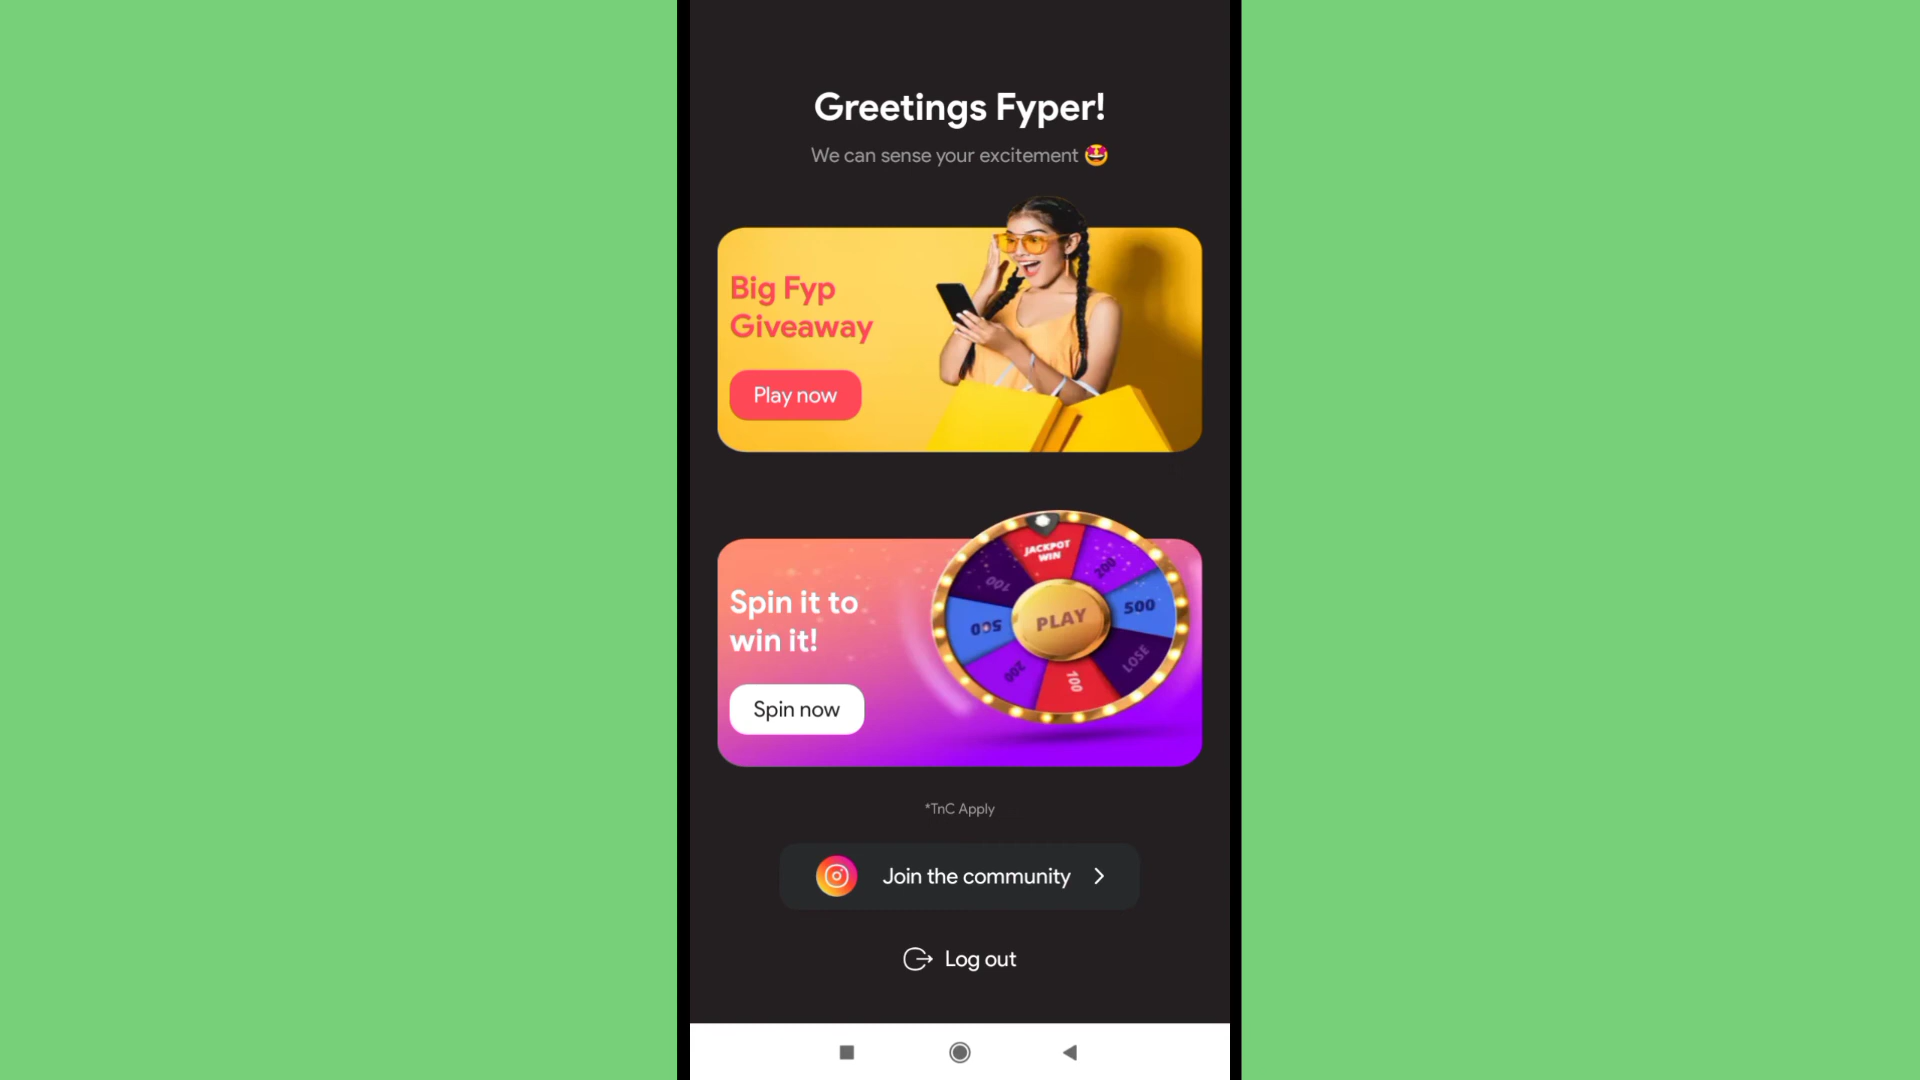 Greetings Fyper!
We can sense your excitement 🤩
Big Fyp
Giveaway
Play now
JACKPOT
WIN
200
500
LOSE
100
200
500
100
PLAY
Spin it to
win it!
Spin now
*TnC Apply
Join the community
Log out